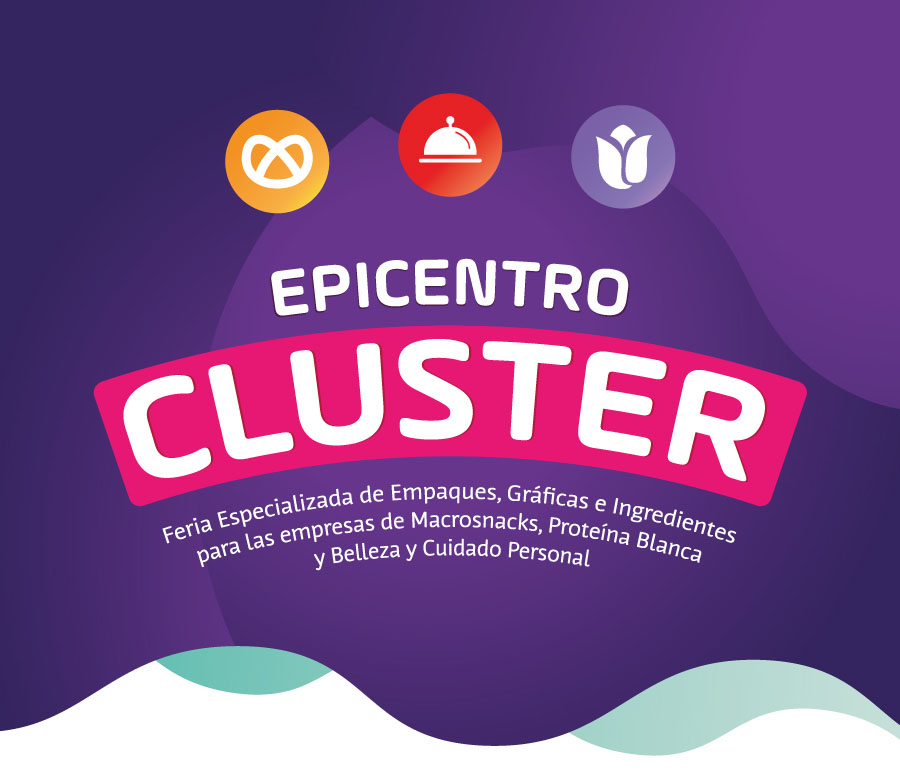 EPICENTRO
CLUSTER
Feria Especializada de Empaques, Gráficas e Ingredientes
para las empresas de Macrosnacks, Proteína Blanca
y Belleza y Cuidado Personal